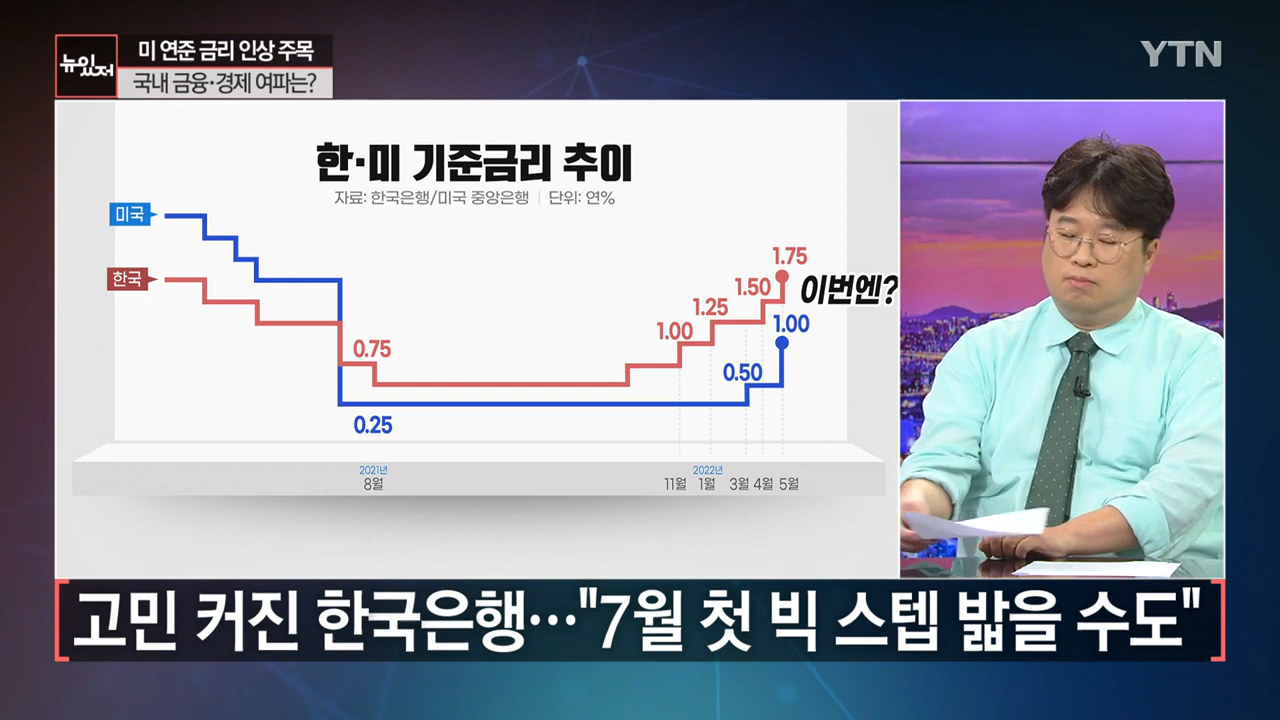 뉴있저
미 연준 금리 인상 주목
국내 금융·경제 여파는?
YTN
한·미 기준금리 추이
자료: 한국은행/미국 중앙은행 | 단위: 연%
미국
한국
1.75
이번엔?
1.50
1.25
1.00
1.00
0.75
0.50
0.25
2021년 2022년
8월 11월 1월 3월 4월 5월
고민 커진 한국은행…"7월 첫 빅 스텝 밟을 수도"